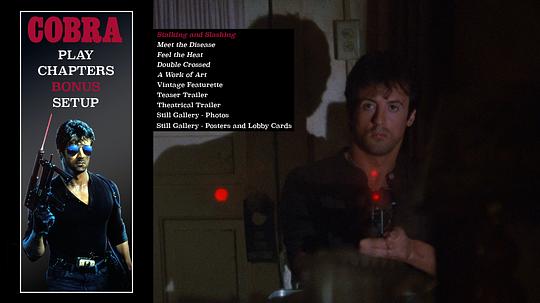 COBRA
PLAY
CHAPTERS
BONUS
SETUP
Stalking and Slashing
Meet the Disease
Feel the Heat
Double Crossed
A Work of Art
Vintage Featurette
Teaser Trailer
Theatrical Trailer
Still Gallery - Photos
Still Gallery - Posters and Lobby Cards